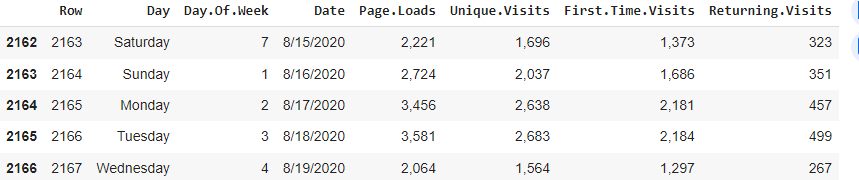 Row Day Day.Of.Week Date Page.Loads Unique.Visits First.Time.Visits Returning.Visits
2162 2163 Saturday 7 8/15/2020 2,221 1,696 1,373 323
2163 2164 Sunday 1 8/16/2020 2,724 2,037 1,686 351
2164 2165 Monday 2 8/17/2020 3,456 2,638 2,181 457
2165 2166 Tuesday 3 8/18/2020 3,581 2,683 2,184 499
2166 2167 Wednesday 4 8/19/2020 2,064 1,564 1,297 267